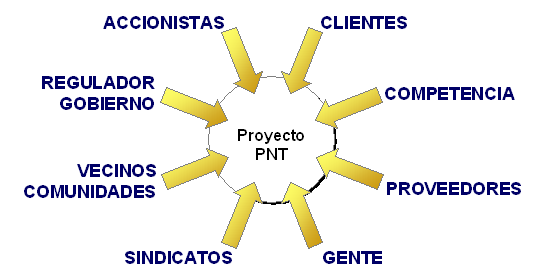 ACCIONISTAS
CLIENTES
REGULADOR
GOBIERNO
COMPETENCIA
Proyecto
PNT
VECINOS
COMUNIDADES
PROVEEDORES
SINDICATOS
GENTE